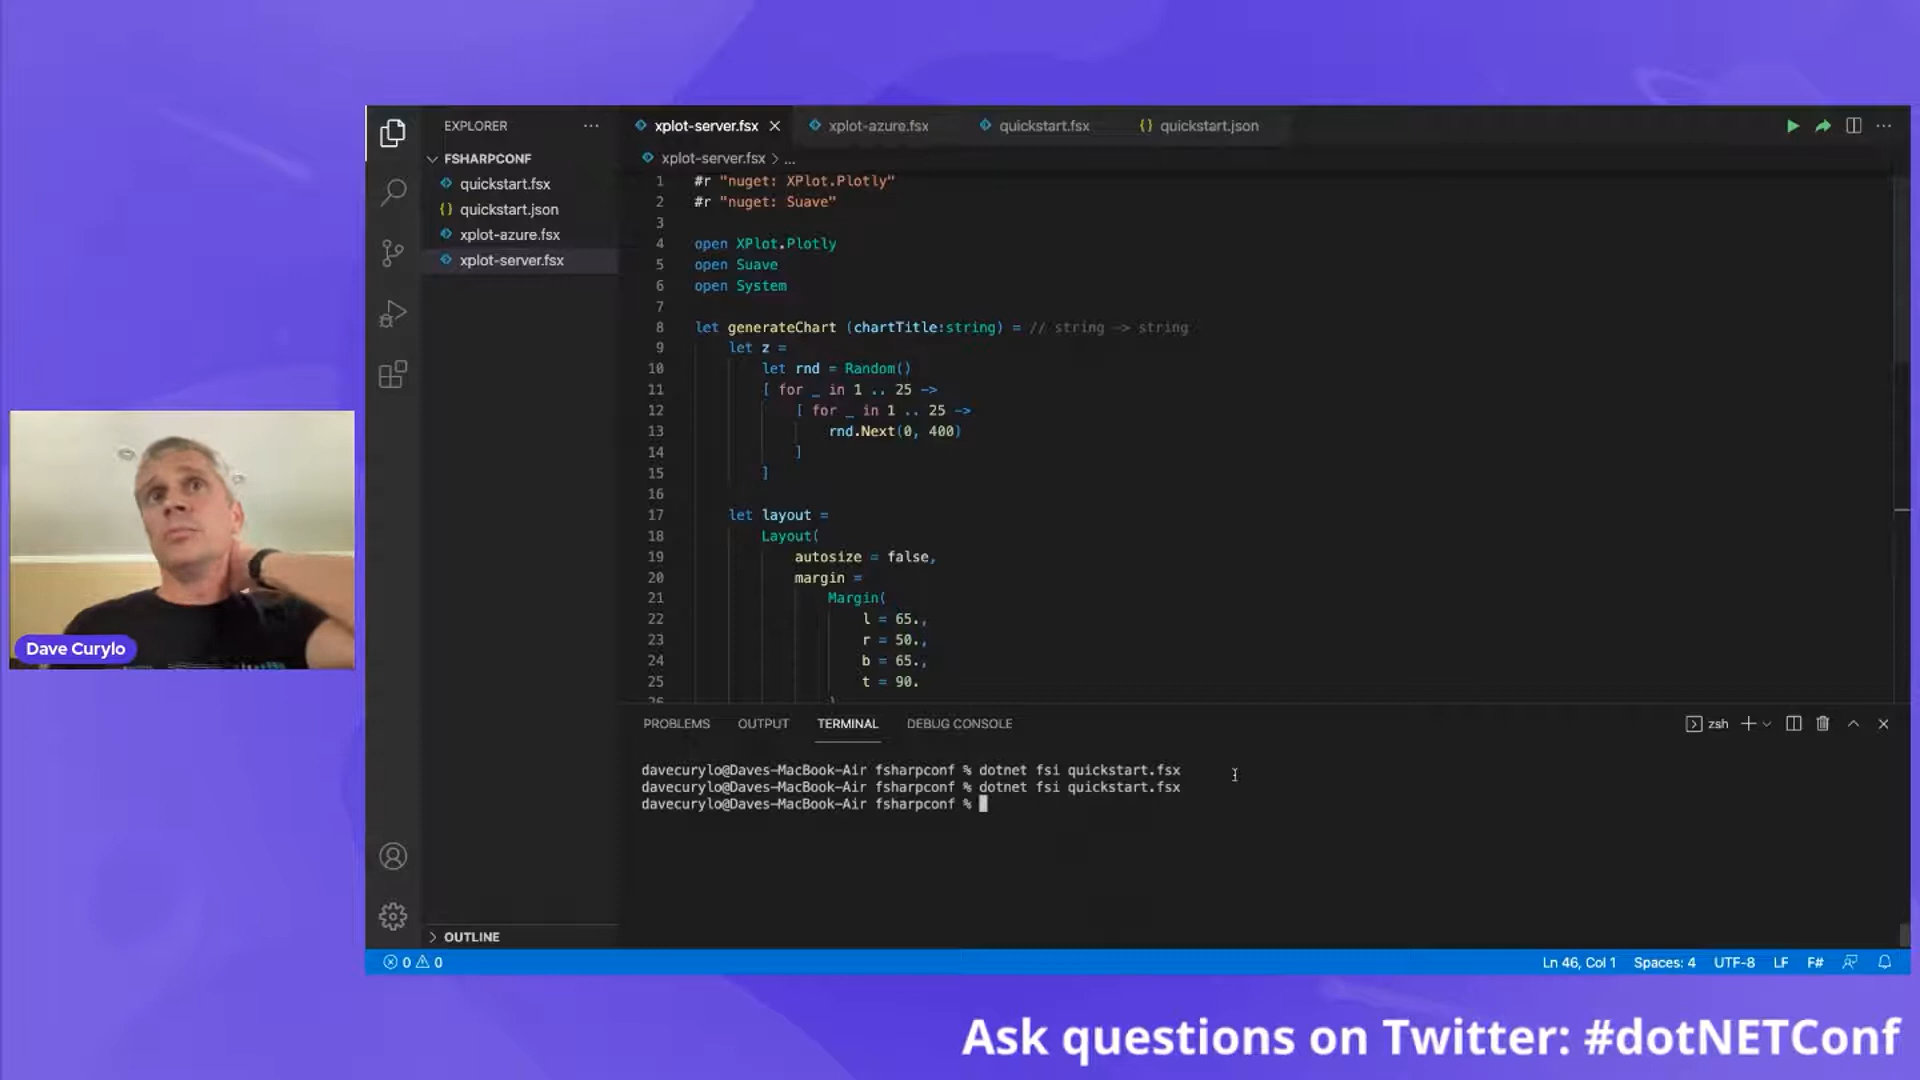 EXPLORER
FSHARPCONF
quickstart.fsx
{} quickstart.json
xplot-azure.fsx
xplot-server.fsx
OUTLINE
xplot-server.fsx
xplot-azure.fsx
quickstart.fsx
{} quickstart.json
xplot-server.fsx > ...
1 #r "nuget: XPlot.Plotly"
2 #r "nuget: Suave"
3
4 open XPlot.Plotly
5 open Suave
6 open System
7
8 let generateChart (chartTitle:string) = // string -> string
9 let z =
10 let rnd = Random()
11 [ for _ in 1 .. 25 ->
12 [ for _ in 1 .. 25 ->
13 rnd.Next(0, 400)
14 ]
15 ]
16
17 let layout =
18 Layout(
19 autosize = false,
20 margin =
21 Margin(
22 l = 65.,
23 r = 50.,
24 b = 65.,
25 t = 90.
26 )
PROBLEMS OUTPUT TERMINAL DEBUG CONSOLE
zsh
davecurylo@Daves-MacBook-Air fsharpconf % dotnet fsi quickstart.fsx
davecurylo@Daves-MacBook-Air fsharpconf % dotnet fsi quickstart.fsx
davecurylo@Daves-MacBook-Air fsharpconf %
0 0
Ln 46, Col 1 Spaces: 4 UTF-8 LF F#
Dave Curylo
Ask questions on Twitter: #dotNETConf